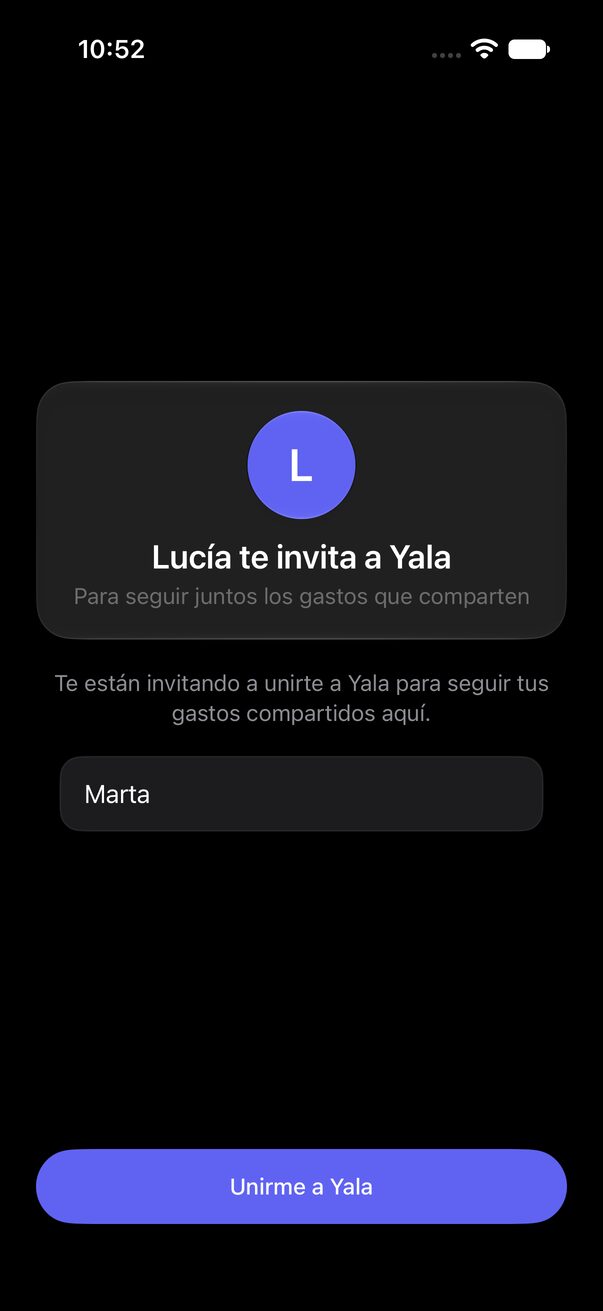 10:52
L
Lucía te invita a Yala
Para seguir juntos los gastos que comparten
Te están invitando a unirte a Yala para seguir tus
gastos compartidos aquí.
Marta
Unirme a Yala